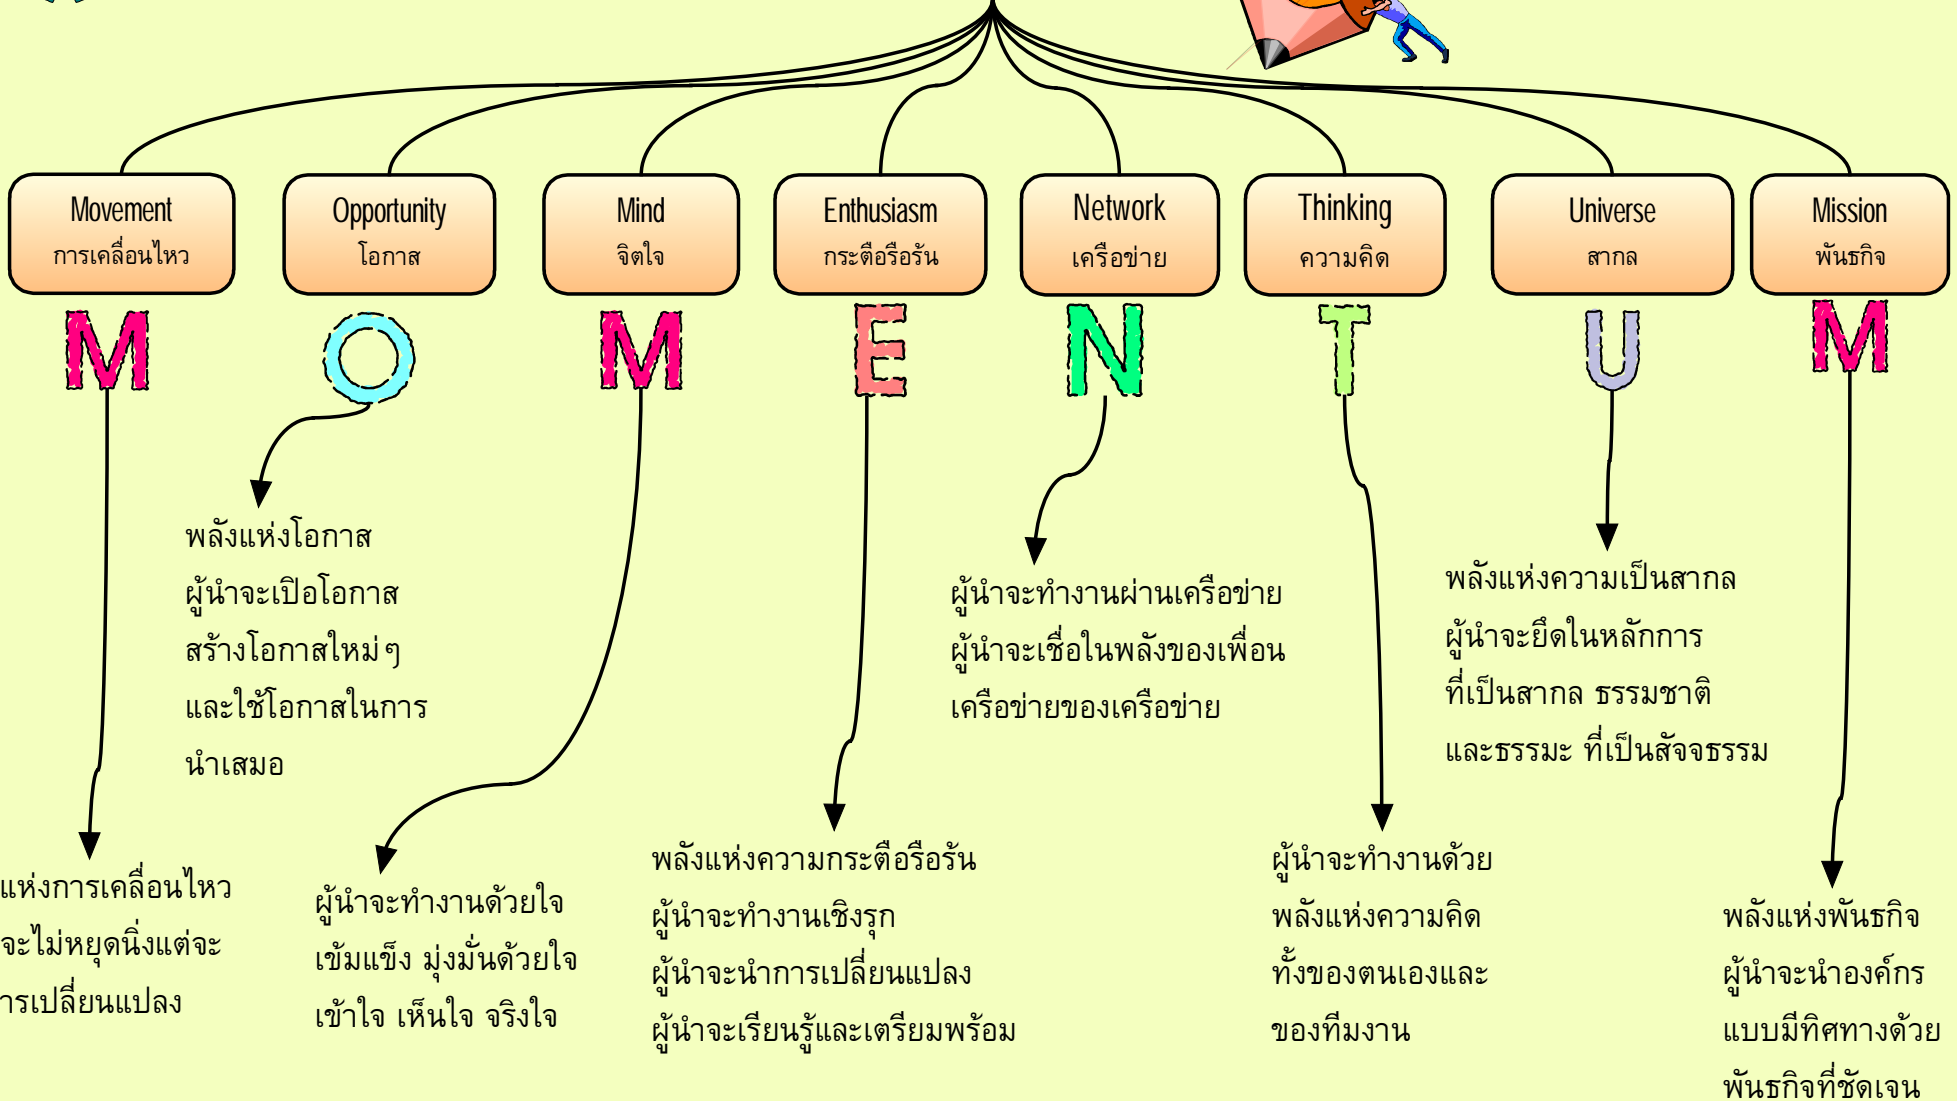 Movement
การเคลื่อนไหว
Opportunity
โอกาส
Mind
จิตใจ
Enthusiasm
กระตือรือร้น
Network
เครือข่าย
Thinking
ความคิด
Universe
สากล
Mission
พันธกิจ
M O M E N T U M
แห่งการเคลื่อนไหว
จะไม่หยุดนิ่งแต่จะ
ารเปลี่ยนแปลง
พลังแห่งโอกาส
ผู้นำจะเปิอโอกาส
สร้างโอกาสใหม่ ๆ
และใช้โอกาสในการ
นำเสมอ
ผู้นำจะทำงานด้วยใจ
เข้มแข็ง มุ่งมั่นด้วยใจ
เข้าใจ เห็นใจ จริงใจ
พลังแห่งความกระตือรือร้น
ผู้นำจะทำงานเชิงรุก
ผู้นำจะนำการเปลี่ยนแปลง
ผู้นำจะเรียนรู้และเตรียมพร้อม
ผู้นำจะทำงานผ่านเครือข่าย
ผู้นำจะเชื่อในพลังของเพื่อน
เครือข่ายของเครือข่าย
ผู้นำจะทำงานด้วย
พลังแห่งความคิด
ทั้งของตนเองและ
ของทีมงาน
พลังแห่งความเป็นสากล
ผู้นำจะยึดในหลักการ
ที่เป็นสากล ธรรมชาติ
และธรรมะ ที่เป็นสัจจธรรม
พลังแห่งพันธกิจ
ผู้นำจะนำองค์กร
แบบมีทิศทางด้วย
พันธกิจที่ชัดเจน